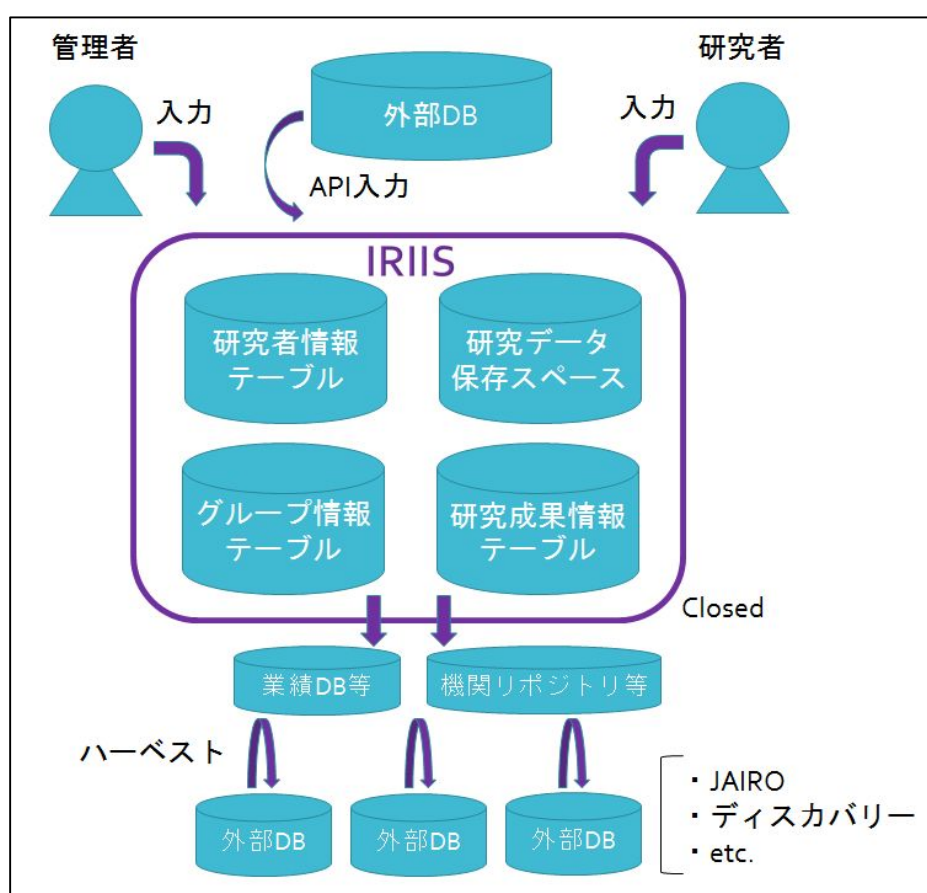 管理者
研究者
入力
外部DB
入力
API入力
IRIIS
研究者情報
テーブル
研究データ
保存スペース
グループ情報
テーブル
研究成果情報
テーブル
Closed
業績DB等
機関リポジトリ等
ハーベスト
外部DB
外部DB
外部DB
・JAIRO
・ディスカバリー
・etc.